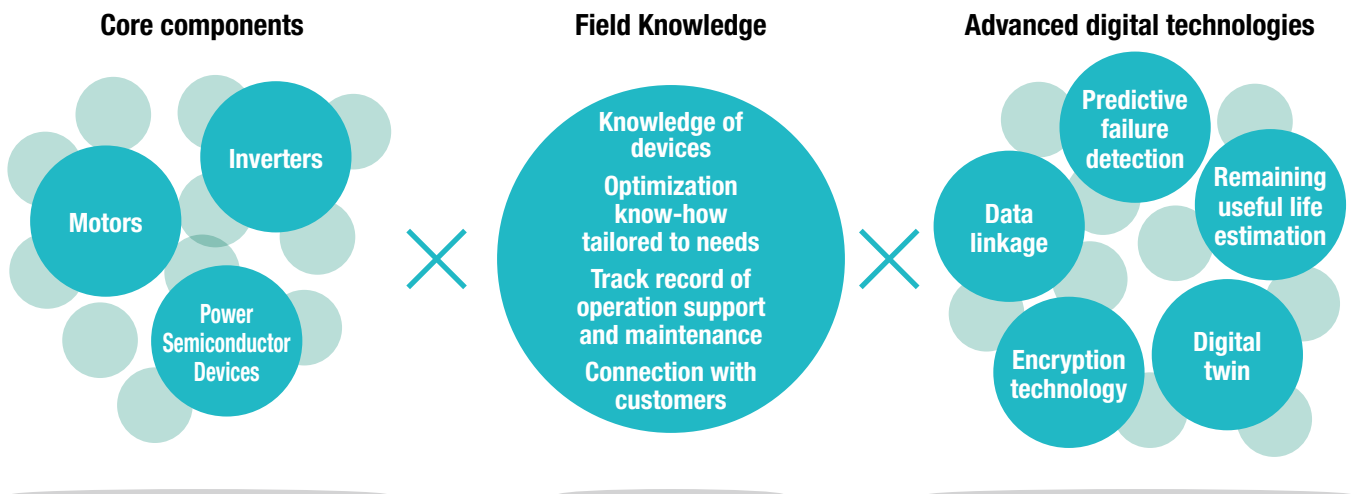 Core components
Inverters
Motors
Power
Semiconductor
Devices
Field Knowledge
Knowledge of
devices
Optimization
know-how
tailored to needs
Track record of
operation support
and maintenance
Connection with
customers
Advanced digital technologies
Predictive
failure
detection
Remaining
useful life
estimation
Data
linkage
Encryption
technology
Digital
twin